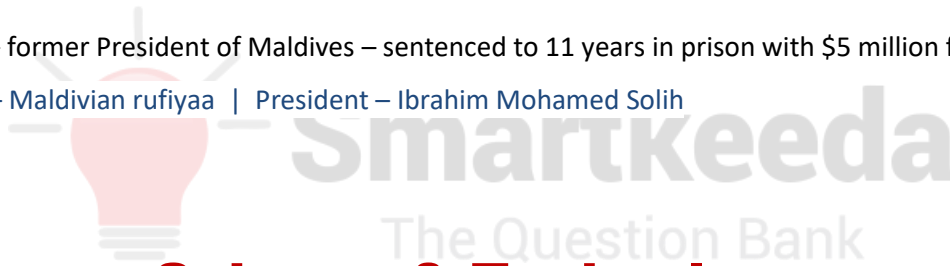 former President of Maldives – sentenced to 11 years in prison with $5 million
- Maldivian rufiyaa | President – Ibrahim Mohamed Solih
Smartkeeda
The Question Bank